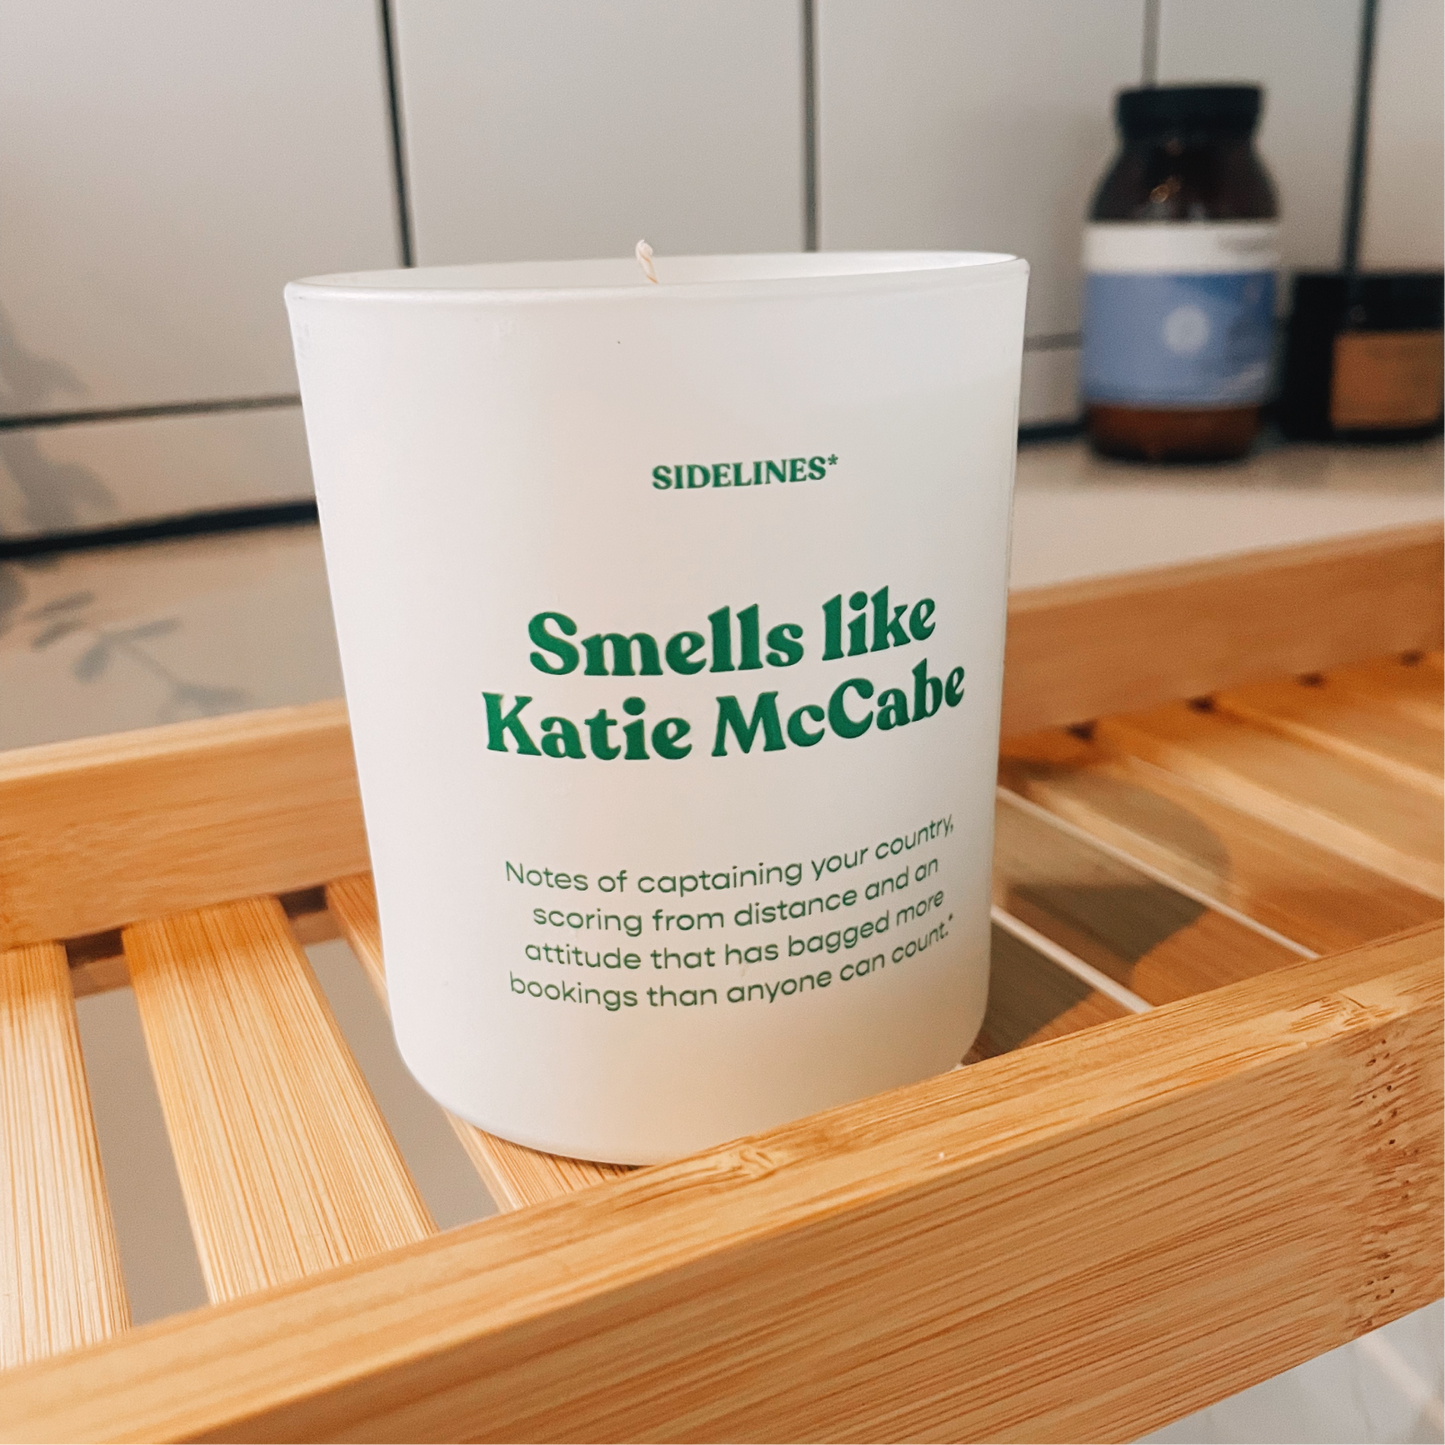 SIDELINES*
Smells like
Katie McCabe
Notes of captaining your country,
scoring from distance and an
attitude that has bagged more
bookings than anyone can count.*